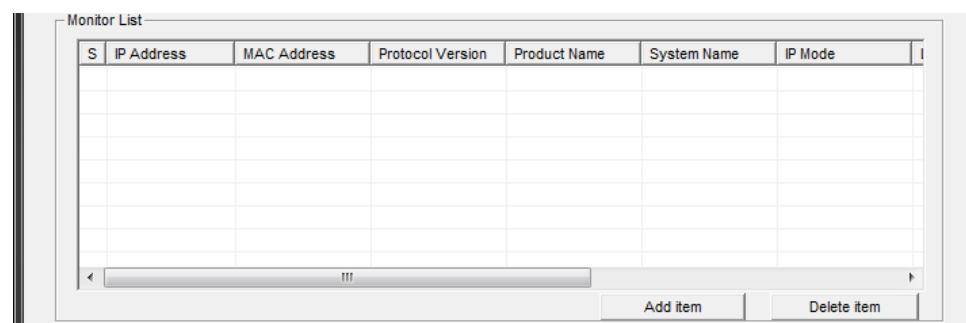 Monitor List
S IP Address MAC Address Protocol Version Product Name System Name IP Mode
Add item Delete item